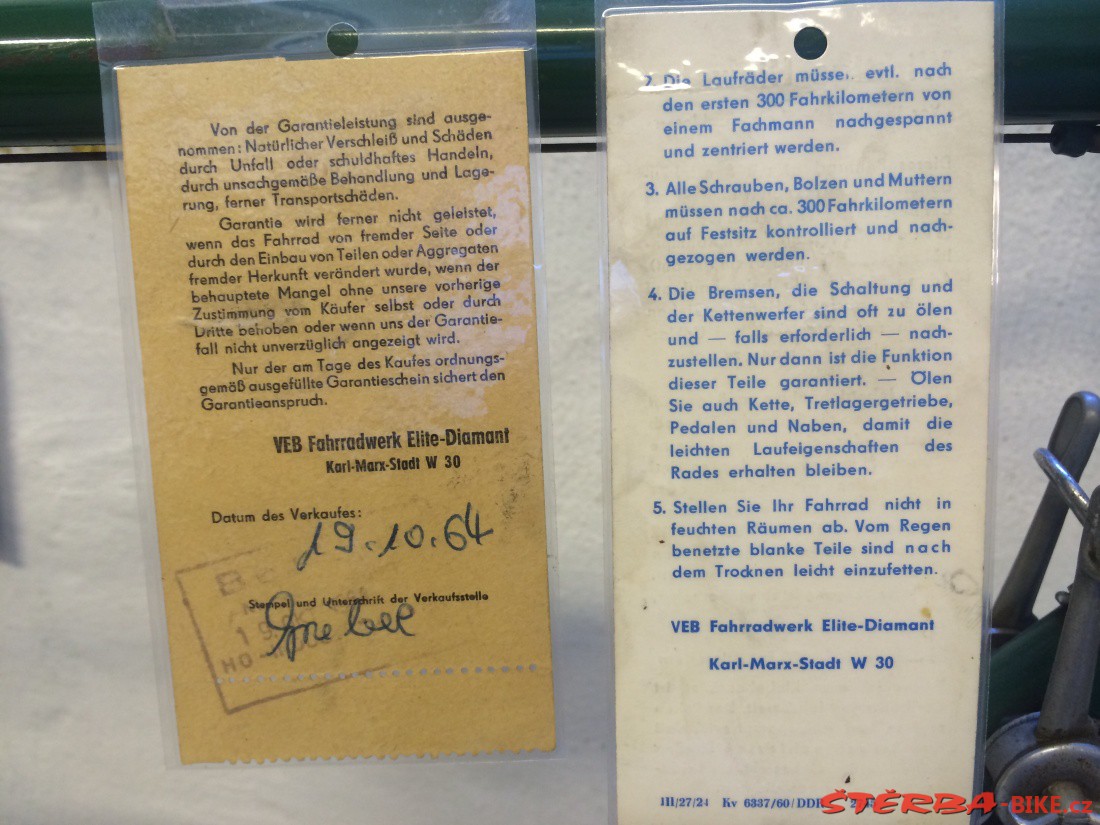 Von der Garantieleistung sind ausge-
nommen: Natürlicher Verschleiß und Schäden
durch Unfall oder schuldhaftes Handeln,
durch unsachgemäße Behandlung und Lage-
rung, ferner Transportschäden.
Garantie wird ferner nicht geleistet,
wenn das Fahrrad von fremder Seite oder
durch den Einbau von Teilen oder Aggregaten
fremder Herkunft verändert wurde, wenn der
behauptete Mangel ohne unsere vorherige
Zustimmung vom Käufer selbst oder durch
Dritte behoben oder wenn uns der Garantie-
fall nicht unverzüglich angezeigt wird.
Nur der am Tage des Kaufes ordnungs-
gemäß ausgefüllte Garantieschein sichert den
Garantieanspruch.
VEB Fahrradwerk Elite-Diamant
Karl-Marx-Stadt W 30
Datum des Verkaufes:
19.10.64
Stempel und Unterschrift der Verkaufsstelle
HO
2. Die Laufräder müssen evtl. nach
den ersten 300 Fahrkilometern von
einem Fachmann nachgespannt
und zentriert werden.
3. Alle Schrauben, Bolzen und Muttern
müssen nach ca. 300 Fahrkilometern
auf Festsitz kontrolliert und nach-
gezogen werden.
4. Die Bremsen, die Schaltung und
der Kettenwerfer sind oft zu ölen
und — falls erforderlich — nach-
zustellen. Nur dann ist die Funktion
dieser Teile garantiert. — Ölen
Sie auch Kette, Tretlagergetriebe,
Pedalen und Naben, damit die
leichten Laufeigenschaften des
Rades erhalten bleiben.
5. Stellen Sie Ihr Fahrrad nicht in
feuchten Räumen ab. Vom Regen
benetzte blanke Teile sind nach
dem Trocknen leicht einzufetten.
VEB Fahrradwerk Elite-Diamant
Karl-Marx-Stadt W 30
III/27/24 Kv 6337/60/DDR
ŠTĚRBA-BIKE.cz